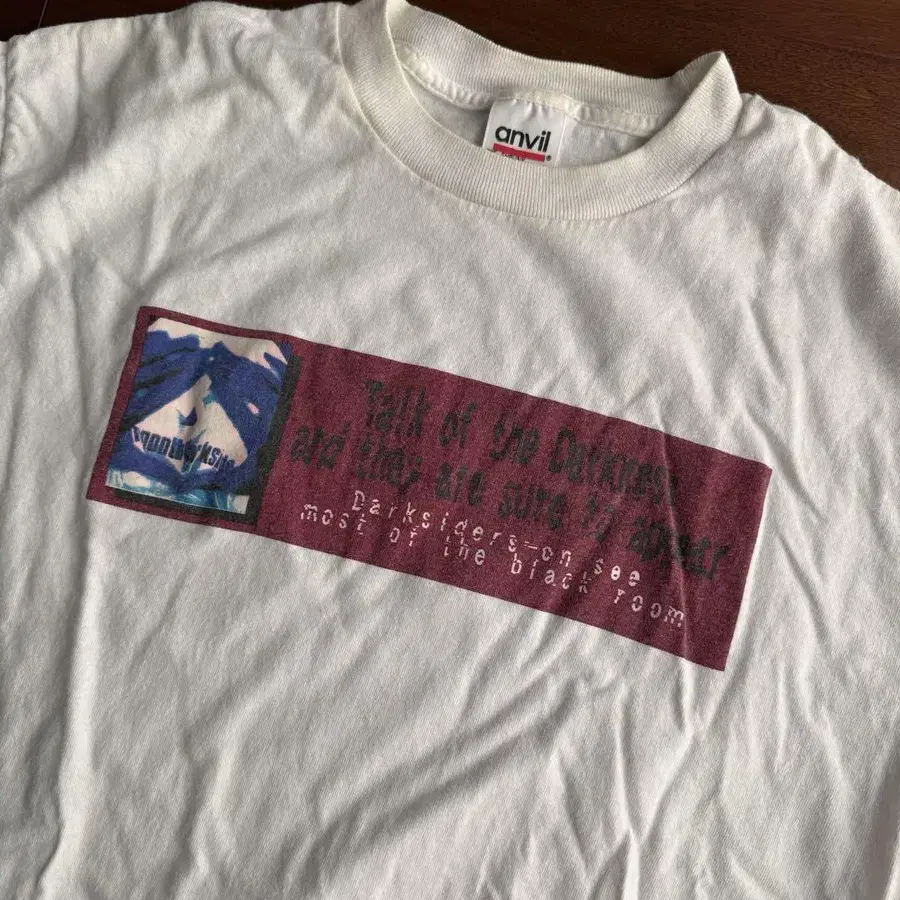 anvil
Talk of the Darkness
and they are sure to appear
Darksiders-on see
most of the black room